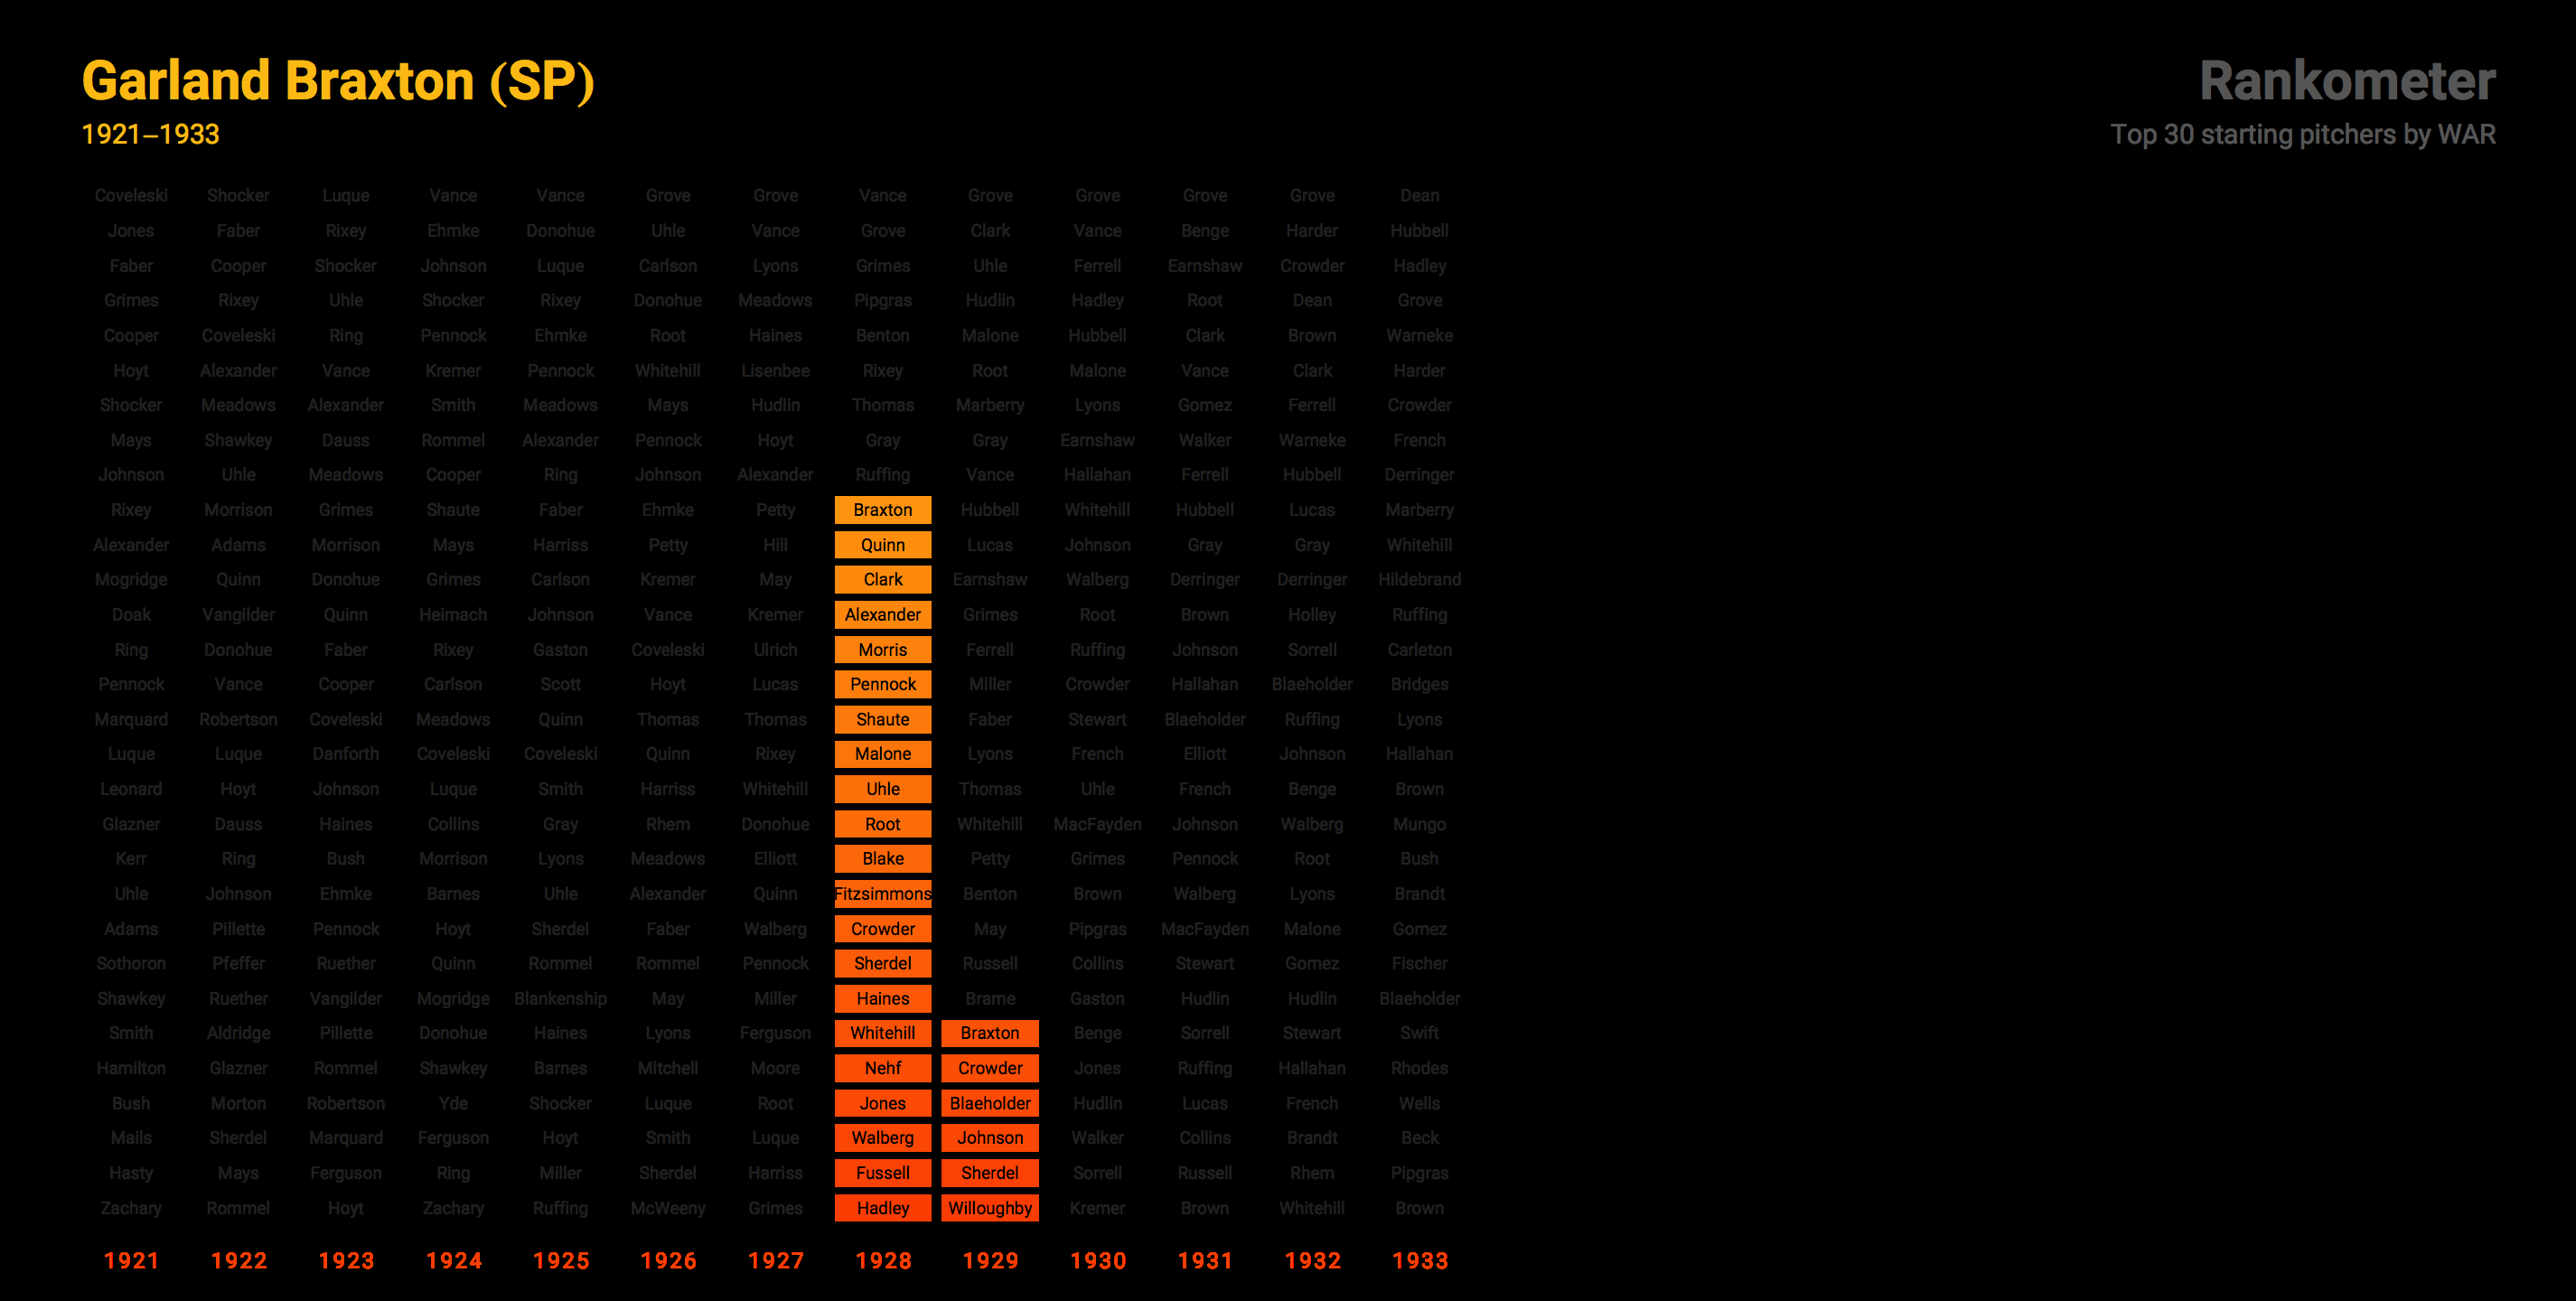 Garland Braxton (SP)
Rankometer
1921–1933
Top 30 starting pitchers by WAR
Coveleski Shocker Luque Vance Vance Grove Grove Vance Grove Grove Grove Grove Dean
Jones Faber Rixey Ehmke Donohue Uhle Vance Grove Clark Vance Benge Harder Hubbell
Faber Cooper Shocker Johnson Luque Carlson Lyons Grimes Uhle Ferrell Earnshaw Crowder Hadley
Grimes Rixey Uhle Shocker Rixey Donohue Meadows Pipgras Hudlin Hadley Root Dean Grove
Cooper Coveleski Ring Pennock Ehmke Root Haines Benton Malone Hubbell Clark Brown Warneke
Hoyt Alexander Vance Kremer Pennock Whitehill Lisenbee Rixey Root Malone Vance Clark Harder
Shocker Meadows Alexander Smith Meadows Mays Hudlin Thomas Marberry Lyons Gomez Ferrell Crowder
Mays Shawkey Dauss Rommel Alexander Pennock Hoyt Gray Gray Earnshaw Walker Warneke French
Johnson Uhle Meadows Cooper Ring Johnson Alexander Ruffing Vance Hallahan Ferrell Hubbell Derringer
Rixey Morrison Grimes Shaute Faber Ehmke Petty Braxton Hubbell Whitehill Hubbell Lucas Marberry
Alexander Adams Morrison Mays Harriss Petty Hill Quinn Lucas Johnson Gray Gray Whitehill
Mogridge Quinn Donohue Grimes Carlson Kremer May Clark Earnshaw Walberg Derringer Derringer Hildebrand
Doak Vangilder Quinn Heimach Johnson Vance Kremer Alexander Grimes Root Brown Holley Ruffing
Ring Donohue Faber Rixey Gaston Coveleski Ulrich Morris Ferrell Ruffing Johnson Sorrell Carleton
Pennock Vance Cooper Carlson Scott Hoyt Lucas Pennock Miller Crowder Hallahan Blaeholder Bridges
Marquard Robertson Coveleski Meadows Quinn Thomas Thomas Shaute Faber Stewart Blaeholder Ruffing Lyons
Luque Luque Danforth Coveleski Coveleski Quinn Rixey Malone Lyons French Elliott Johnson Hallahan
Leonard Hoyt Johnson Luque Smith Harriss Whitehill Uhle Thomas Uhle French Benge Brown
Glazner Dauss Haines Collins Gray Rhem Donohue Root Whitehill MacFayden Johnson Walberg Mungo
Kerr Ring Bush Morrison Lyons Meadows Elliott Blake Petty Grimes Pennock Root Bush
Uhle Johnson Ehmke Barnes Uhle Alexander Quinn Fitzsimmons Benton Brown Walberg Lyons Brandt
Adams Pillette Pennock Hoyt Sherdel Faber Walberg Crowder May Pipgras MacFayden Malone Gomez
Sothoron Pfeffer Ruether Quinn Rommel Rommel Pennock Sherdel Russell Collins Stewart Gomez Fischer
Shawkey Ruether Vangilder Mogridge Blankenship May Miller Haines Brame Gaston Hudlin Hudlin Blaeholder
Smith Aldridge Pillette Donohue Haines Lyons Ferguson Whitehill Braxton Benge Sorrell Stewart Swift
Hamilton Glazner Rommel Shawkey Barnes Mitchell Moore Nehf Crowder Jones Ruffing Hallahan Rhodes
Bush Morton Robertson Yde Shocker Luque Root Jones Blaeholder Hudlin Lucas French Wells
Mails Sherdel Marquard Ferguson Hoyt Smith Luque Walberg Johnson Walker Collins Brandt Beck
Hasty Mays Ferguson Ring Miller Sherdel Harriss Fussell Sherdel Sorrell Russell Rhem Pipgras
Zachary Rommel Hoyt Zachary Ruffing McWeeny Grimes Hadley Willoughby Kremer Brown Whitehill Brown
1921 1922 1923 1924 1925 1926 1927 1928 1929 1930 1931 1932 1933